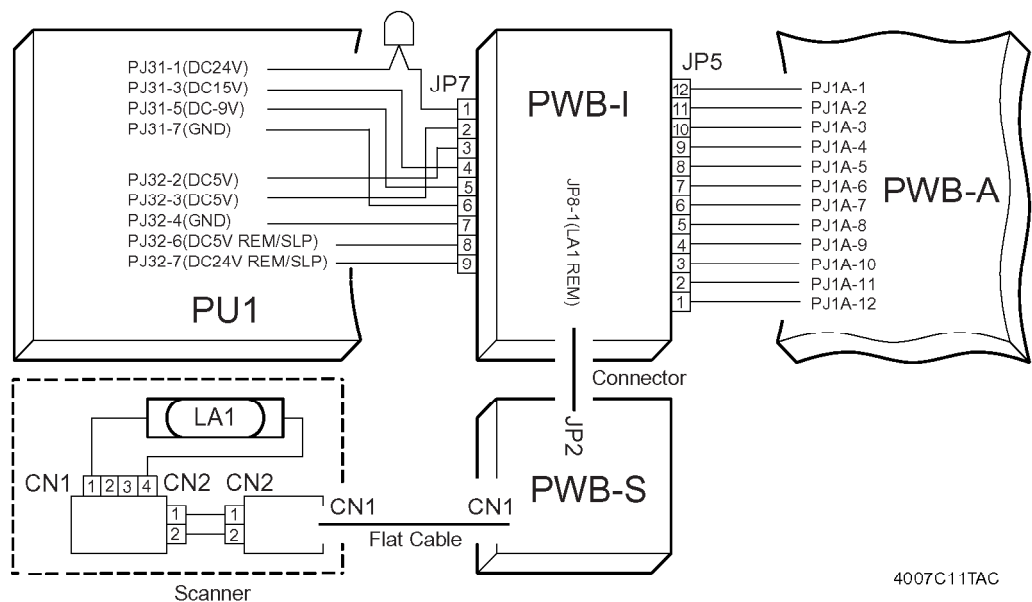 PJ31-1(DC24V)
PJ31-3(DC15V)
PJ31-5(DC-9V)
PJ31-7(GND)
PJ32-2(DC5V)
PJ32-3(DC5V)
PJ32-4(GND)
PJ32-6(DC5V REM/SLP)
PJ32-7(DC24V REM/SLP)
PU1
JP7
1
2
3
4
5
6
7
8
9
PWB-I
JP8-1(LA1 REM)
JP5
12
11
10
9
8
7
6
5
4
3
2
1
PJ1A-1
PJ1A-2
PJ1A-3
PJ1A-4
PJ1A-5
PJ1A-6
PJ1A-7
PJ1A-8
PJ1A-9
PJ1A-10
PJ1A-11
PJ1A-12
PWB-A
Connector
JP2
PWB-S
CN1
LA1
CN1
1 2 3 4
CN2
CN2
1
2
1
2
CN1
Flat Cable
Scanner
4007C11TAC